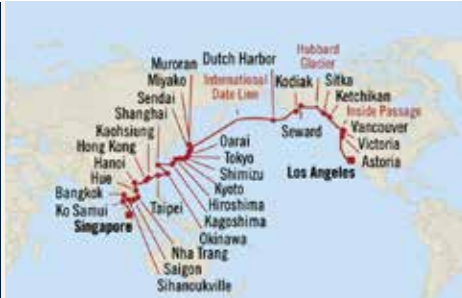 Muroran
Miyako
Sendai
Shanghai
Kaohsiung
Hong Kong
Hanoi
Hue
Bangkok
Ko Samui
Singapore
Taipei
Dutch Harbor
International
Date Line
Kodiak
Hubbard
Glacier
Sitka
Ketchikan
Inside Passage
Vancouver
Victoria
Astoria
Los Angeles
Seward
Oarai
Tokyo
Shimizu
Kyoto
Hiroshima
Kagoshima
Okinawa
Nha Trang
Saigon
Sihanoukville